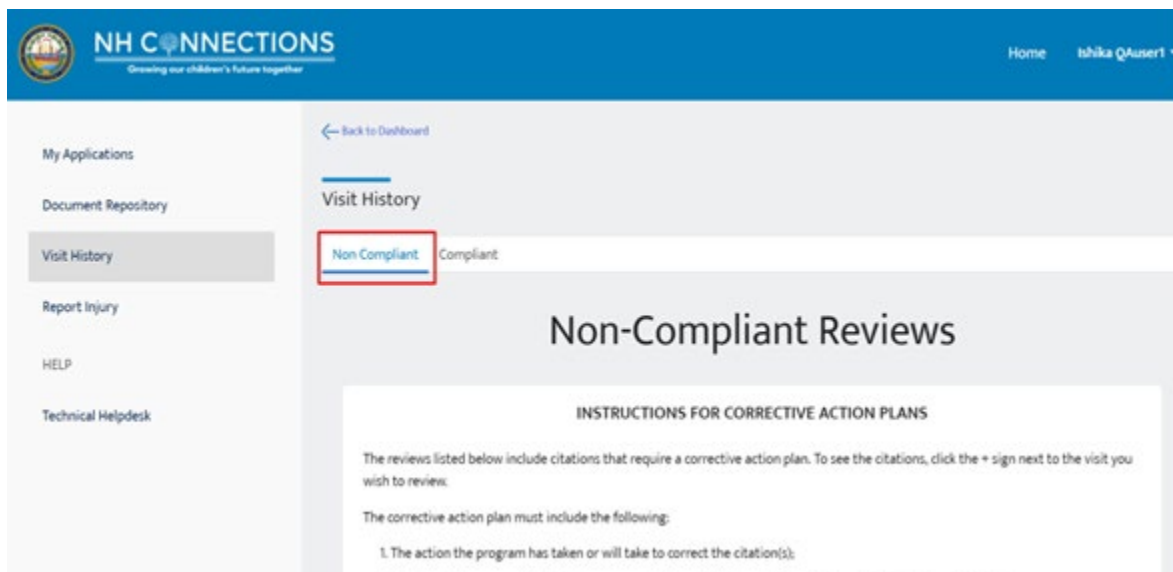 NH CONNECTIONS
Growing our children's future together
Home
Ishika QAuser1
My Applications
Document Repository
Visit History
Report Injury
HELP
Technical Helpdesk
Back to Dashboard
Visit History
Non Compliant
Compliant
Non-Compliant Reviews
INSTRUCTIONS FOR CORRECTIVE ACTION PLANS
The reviews listed below include citations that require a corrective action plan. To see the citations, click the + sign next to the visit you
wish to review.
The corrective action plan must include the following:
1. The action the program has taken or will take to correct the citation(s);